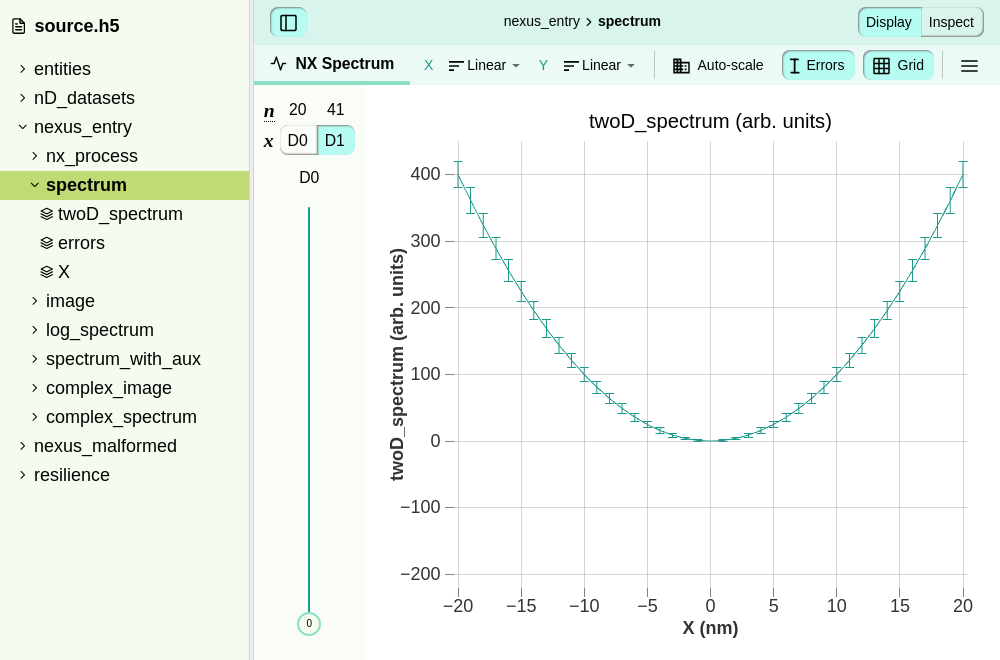 source.h5
entities
nD_datasets
nexus_entry
nx_process
spectrum
twoD_spectrum
errors
X
image
log_spectrum
spectrum_with_aux
complex_image
complex_spectrum
nexus_malformed
resilience
nexus_entry › spectrum
Display Inspect
NX Spectrum X Linear Y Linear Auto-scale Errors Grid
n 20 41
x D0 D1
D0
0
twoD_spectrum (arb. units)
400
300
200
100
0
−100
−200
twoD_spectrum (arb. units)
−20 −15 −10 −5 0 5 10 15 20
X (nm)